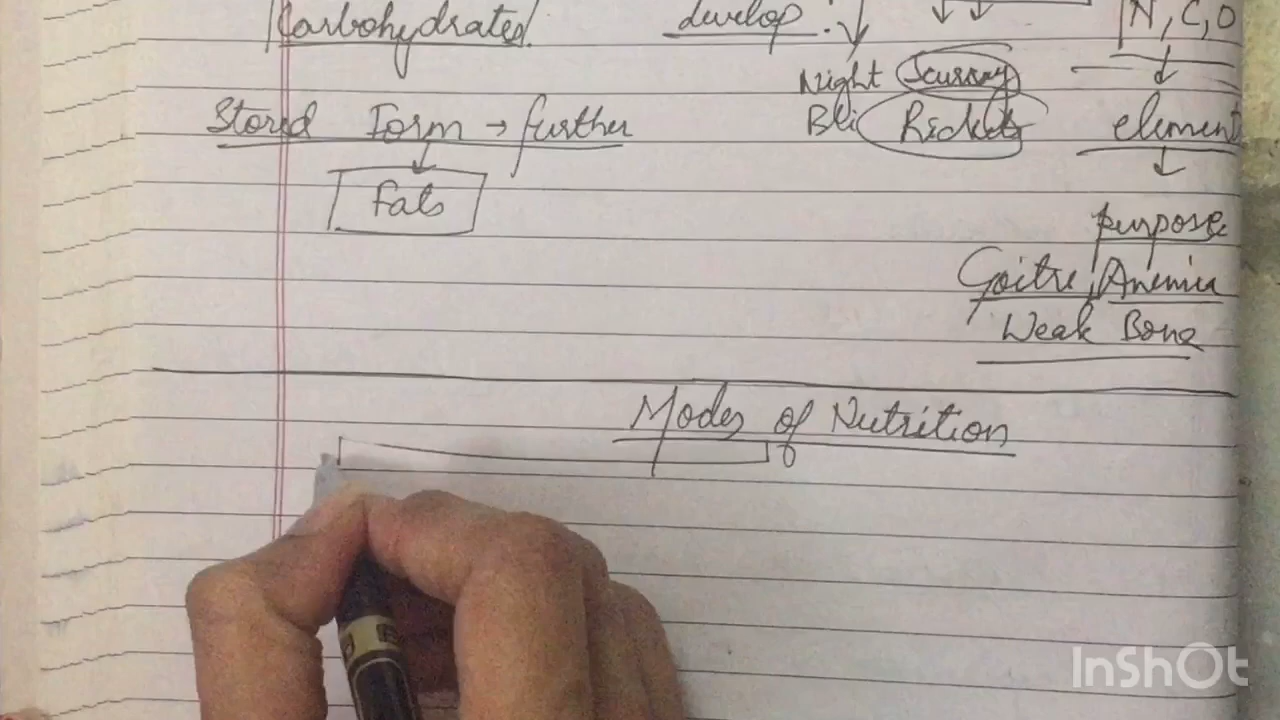 Carbohydrates.
develop.
N, C, O
Night Scurvy
Stored Form → further
Bli Rickets
element
Fats
purpose
Goitre, Anemia
Weak Bone
Modes of Nutrition
InShOt